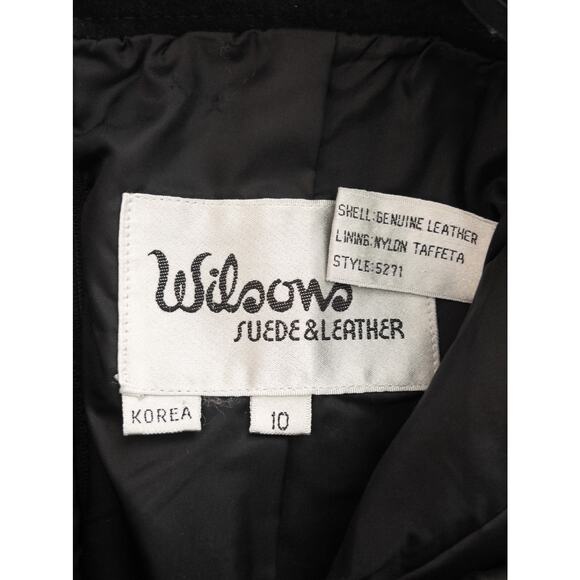 Wilsons
SUEDE & LEATHER
SHELL:GENUINE LEATHER
LINING:NYLON TAFFETA
STYLE:5271
KOREA
10